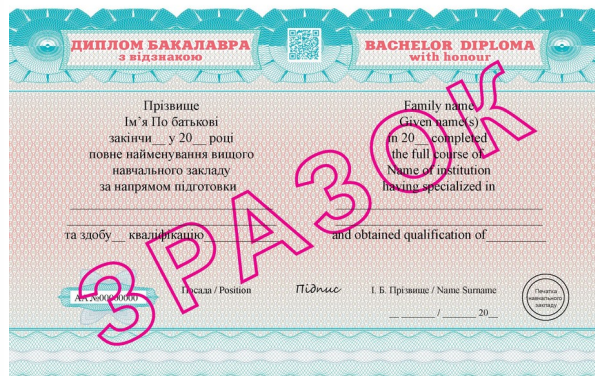 ДИПЛОМ БАКАЛАВРА
з відзнакою
BACHELOR DIPLOMA
with honour
Прізвище
Ім’я По батькові
закінчи__ у 20__ році
повне найменування вищого
навчального закладу
за напрямом підготовки
та здобу__ кваліфікацію
Family name
Given name(s)
in 20__ completed
the full course of
Name of institution
having specialized in
and obtained qualification of
ЗРАЗОК
АА №00000000
Посада / Position
Підпис
І. Б. Прізвище / Name Surname
__ _______ / _______ 20__
Печатка
навчального
закладу